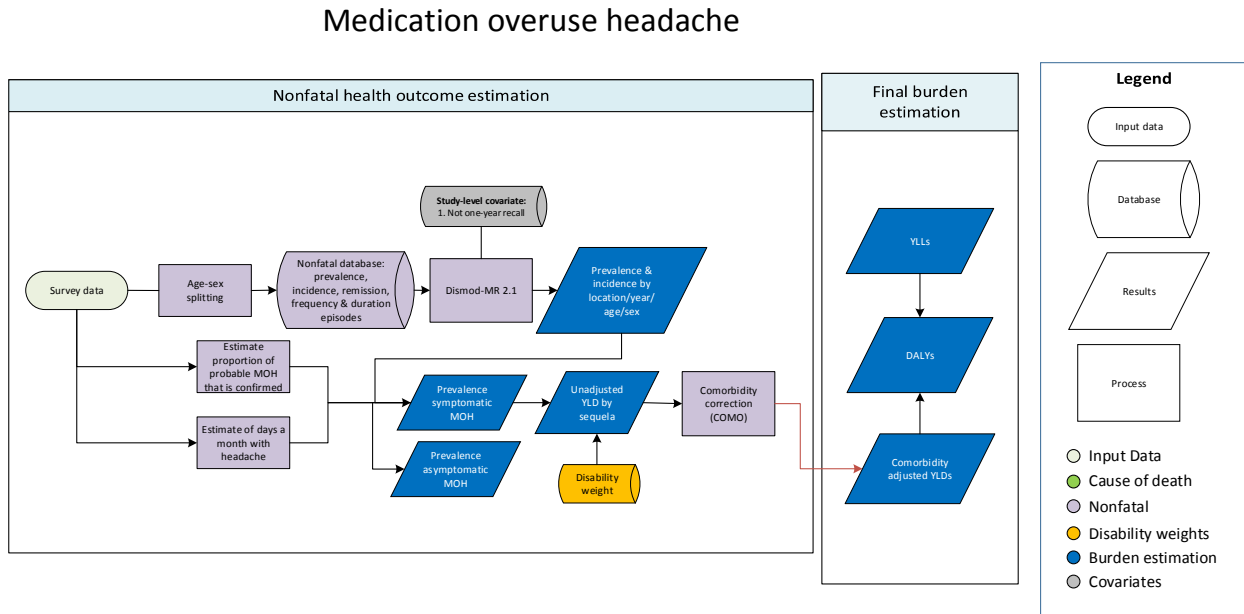 Medication overuse headache
Nonfatal health outcome estimation
Final burden
estimation
Legend
Input data
Database
Results
Process
Input Data
Cause of death
Nonfatal
Disability weights
Burden estimation
Covariates
Study-level covariate:
1. Not one-year recall
Survey data
Age-sex
splitting
Nonfatal database:
prevalence,
incidence, remission,
frequency & duration
episodes
Dismod-MR 2.1
Prevalence &
incidence by
location/year/
age/sex
Estimate
proportion of
probable MOH
that is confirmed
Estimate of days a
month with
headache
Prevalence
symptomatic
MOH
Prevalence
asymptomatic
MOH
Unadjusted
YLD by
sequela
Disability
weight
Comorbidity
correction
(COMO)
YLLs
DALYs
Comorbidity
adjusted YLDs